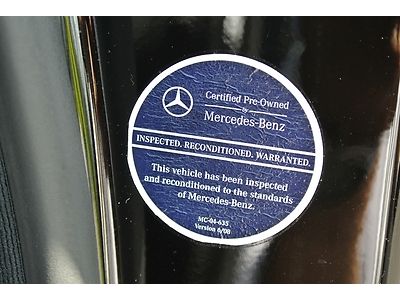 Certified Pre-Owned
by
Mercedes-Benz
INSPECTED. RECONDITIONED. WARRANTED.
This vehicle has been inspected
and reconditioned to the standards
of Mercedes-Benz.
MC-04-635
Version 6/08